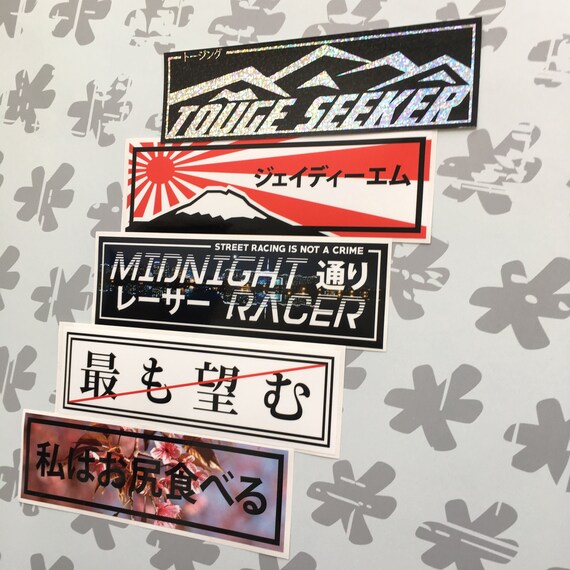 トージング
TOUGE SEEKER
ジェイディーエム
STREET RACING IS NOT A CRIME
MIDNIGHT 通り
レーサー RACER
最も望む
私はお尻食べる